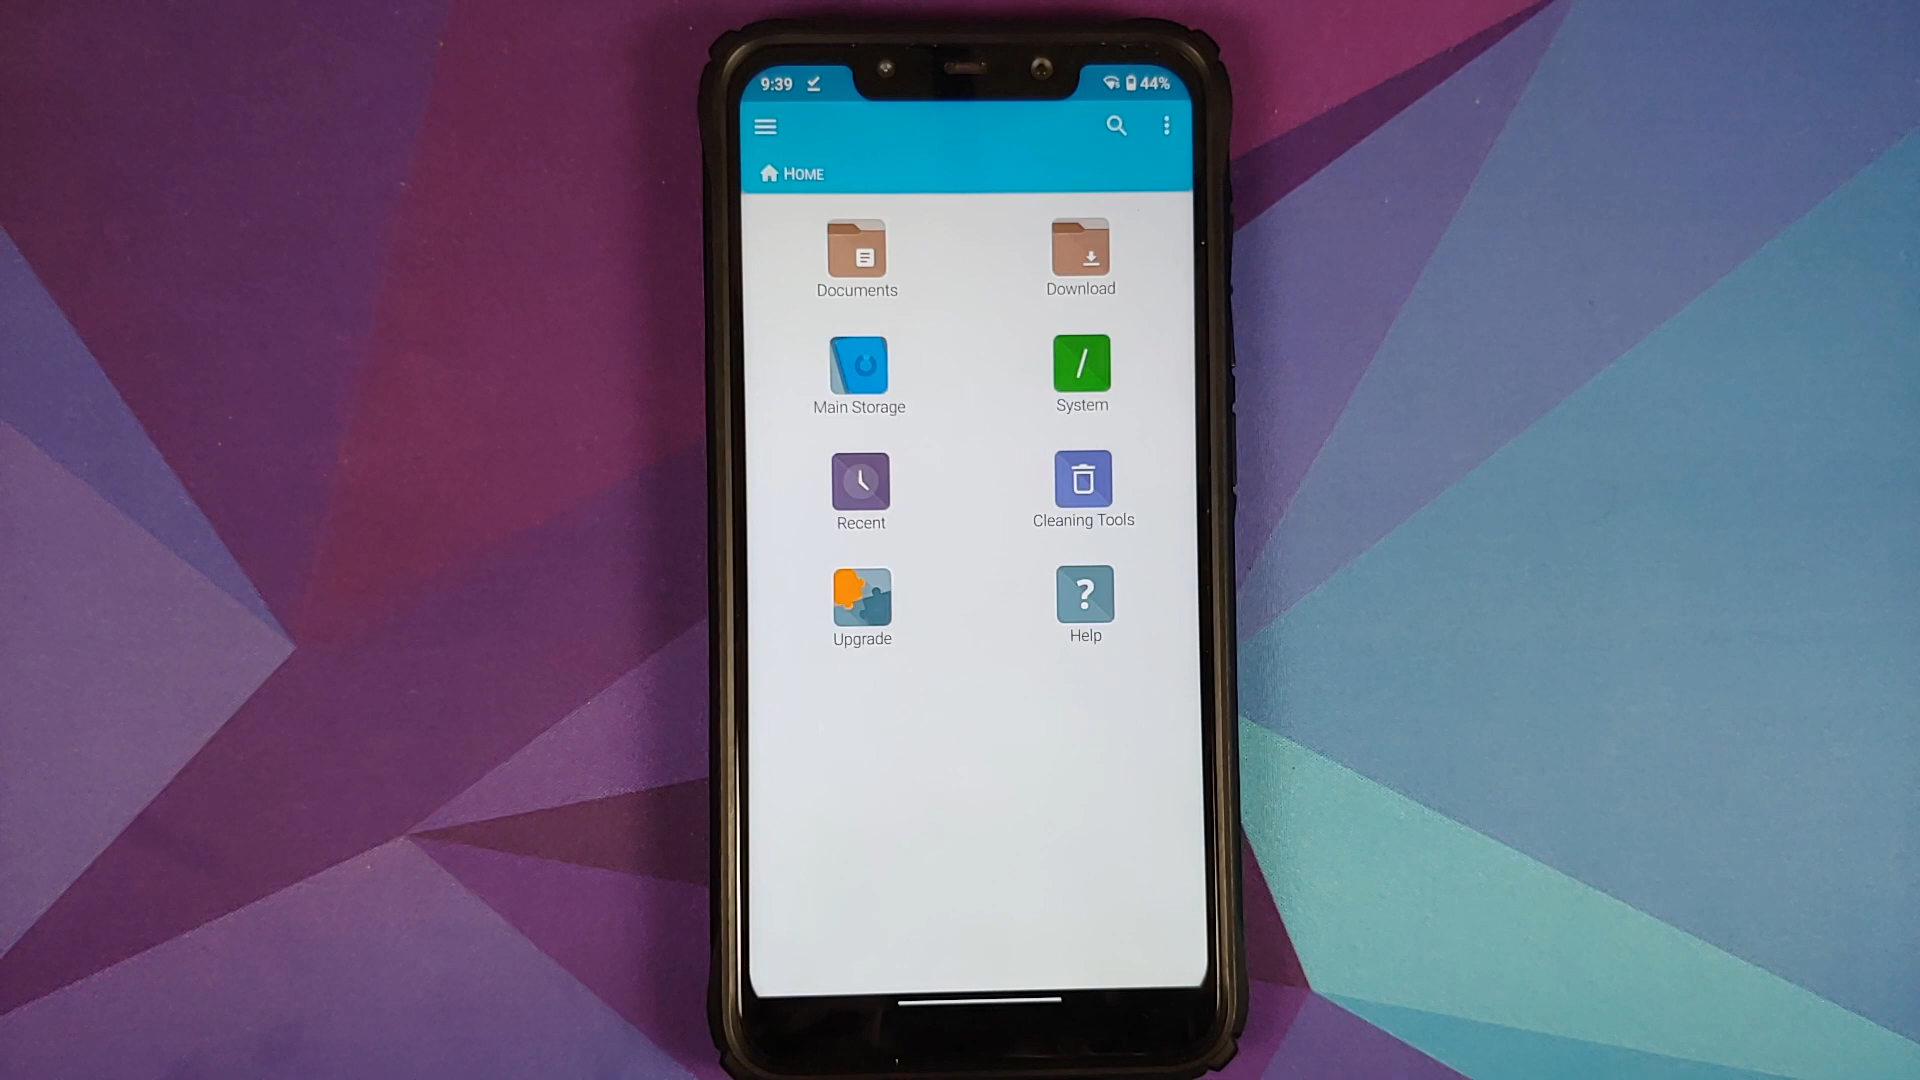 9:39
44%
HOME
Documents Download
Main Storage System
/
Recent Cleaning Tools
?
Upgrade Help